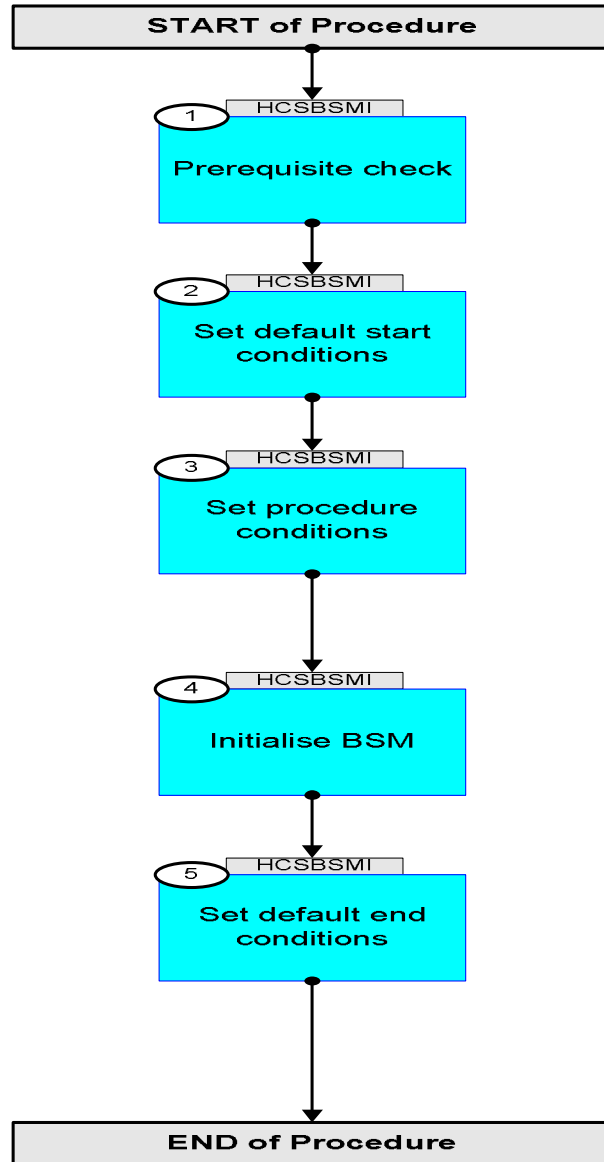 START of Procedure
HCSBSMI
1
Prerequisite check
HCSBSMI
2
Set default start
conditions
HCSBSMI
3
Set procedure
conditions
HCSBSMI
4
Initialise BSM
HCSBSMI
5
Set default end
conditions
END of Procedure